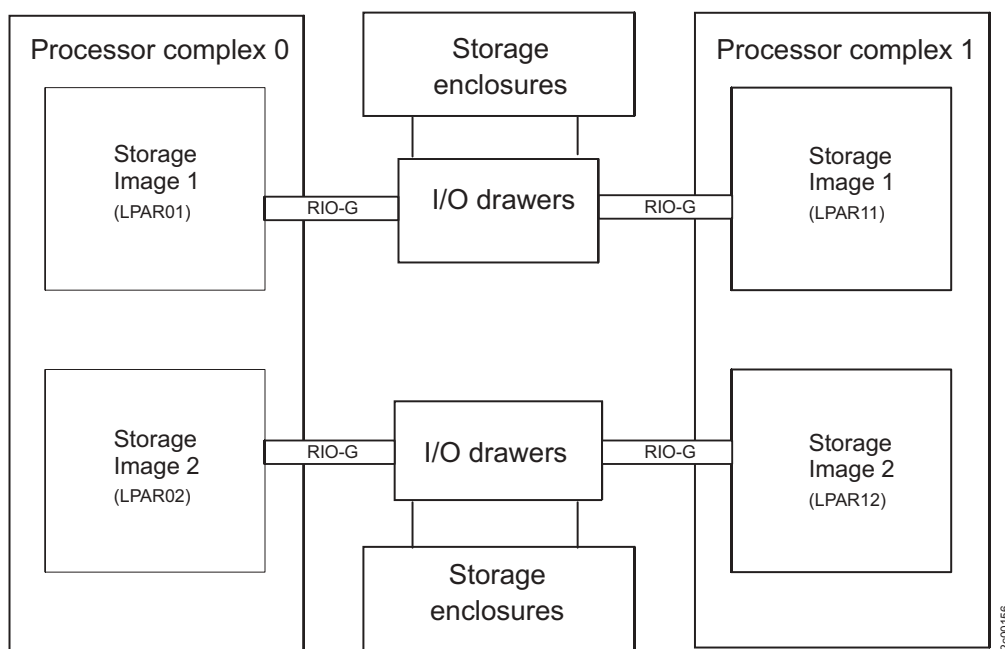 Processor complex 0
Storage
enclosures
Processor complex 1
Storage
Image 1
(LPAR01)
RIO-G
I/O drawers
RIO-G
Storage
Image 1
(LPAR11)
Storage
Image 2
(LPAR02)
RIO-G
I/O drawers
RIO-G
Storage
Image 2
(LPAR12)
Storage
enclosures